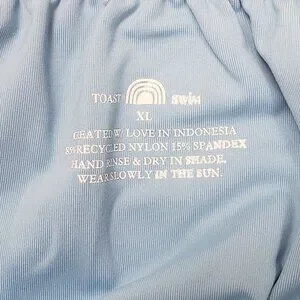 TOAST SWIM
XL
CREATED W/ LOVE IN INDONESIA
85% RECYCLED NYLON 15% SPANDEX
HAND RINSE & DRY IN SHADE.
WEAR SLOWLY IN THE SUN.